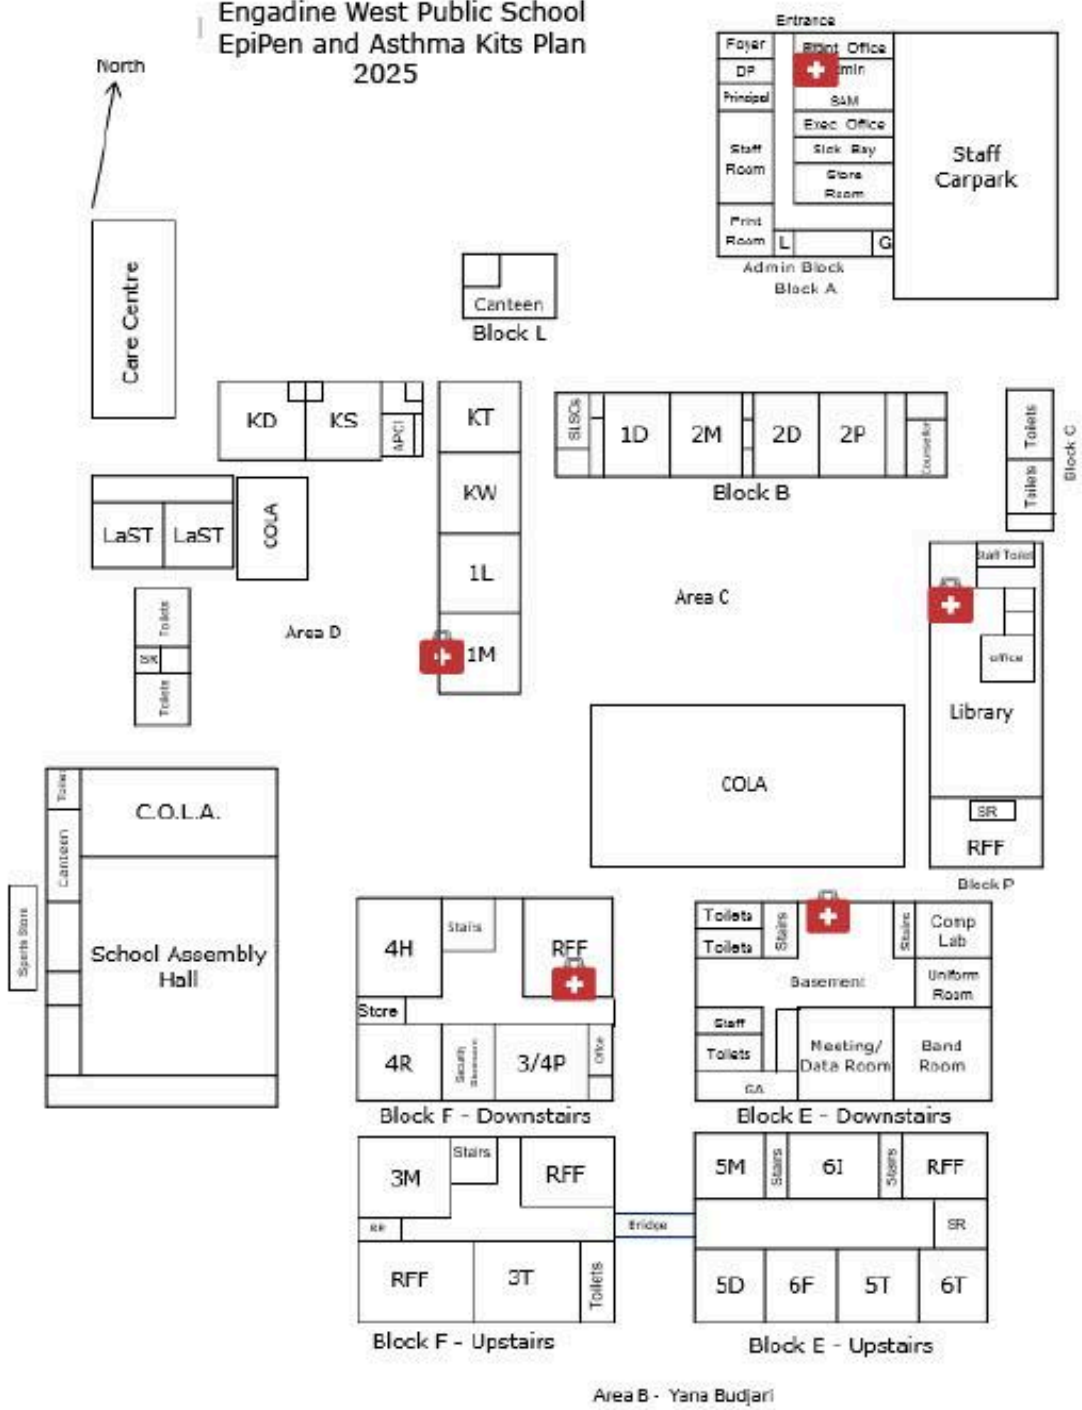 Engadine West Public School
EpiPen and Asthma Kits Plan
2025
North
Entrance
Foyer
Front Office
DP
Principal
SAM
Exec Office
Staff
Room
Sick Bay
Store
Room
Staff
Carpark
Print
Room
L
G
Admin Block
Block A
Care Centre
Canteen
Block L
KD
KS
APCI
KT
KW
1L
1M
SLSOs
1D
2M
2D
2P
Counsellor
Block B
Toilets
Toilets
Block C
LaST
LaST
COLA
Toilets
SR
Toilets
Area D
Area C
Staff Toilet
office
Library
SR
RFF
Block P
COLA
Toilet
C.O.L.A.
Canteen
Sports Store
School Assembly
Hall
4H
Stairs
RFF
Store
4R
Security
3/4P
Office
Block F - Downstairs
Toilets
Toilets
Stairs
Stairs
Comp
Lab
Basement
Uniform
Room
Staff
Toilets
GA
Meeting/
Data Room
Band
Room
Block E - Downstairs
3M
Stairs
RFF
RFF
3T
Toilets
Block F - Upstairs
Bridge
5M
Stairs
6I
Stairs
RFF
SR
5D
6F
5T
6T
Block E - Upstairs
Area B - Yana Budjari